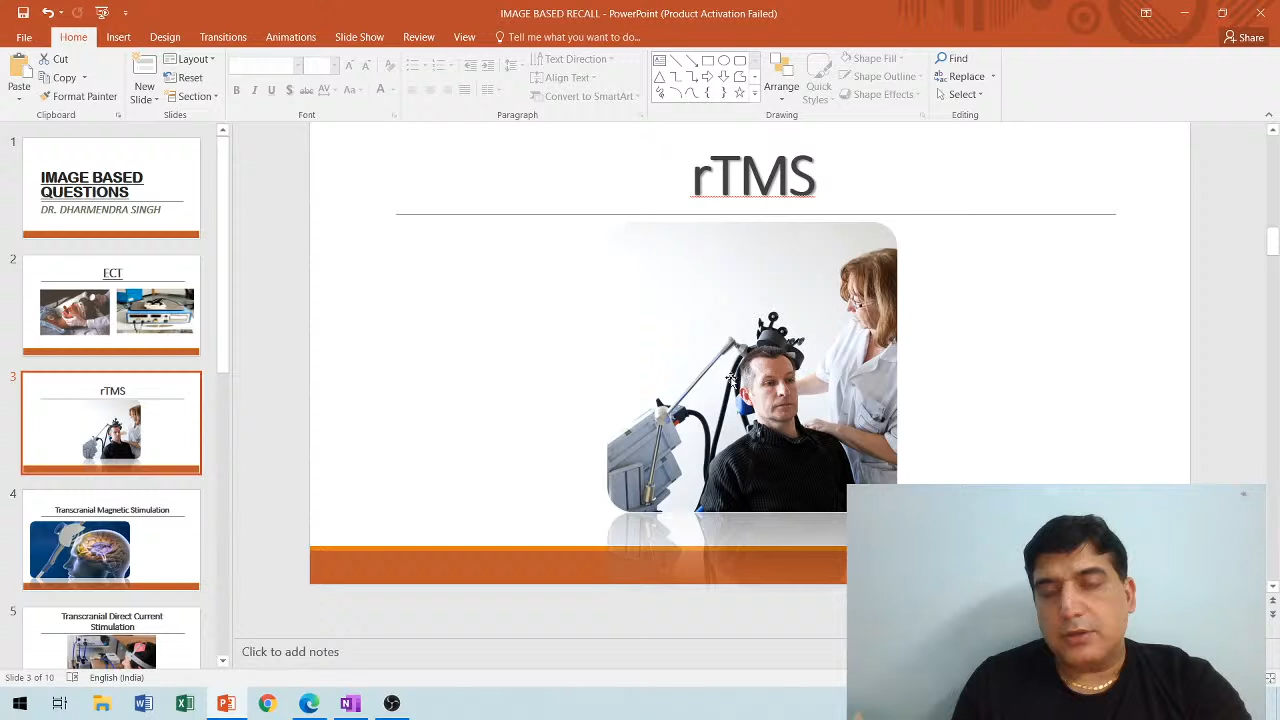 IMAGE BASED RECALL - PowerPoint (Product Activation Failed)
File Home Insert Design Transitions Animations Slide Show Review View Tell me what you want to do... Share
Paste
Cut
Copy
Format Painter
Clipboard
New Slide
Layout
Reset
Section
Slides
B I U S abc AV Aa A
Font
Paragraph
Text Direction
Align Text
Convert to SmartArt
Arrange
Quick Styles
Shape Fill
Shape Outline
Shape Effects
Drawing
Find
Replace
Select
Editing
1
IMAGE BASED
QUESTIONS
DR. DHARMENDRA SINGH
2
ECT
3
rTMS
4
Transcranial Magnetic Stimulation
5
Transcranial Direct Current
Stimulation
rTMS
Click to add notes
Slide 3 of 10 English (India)